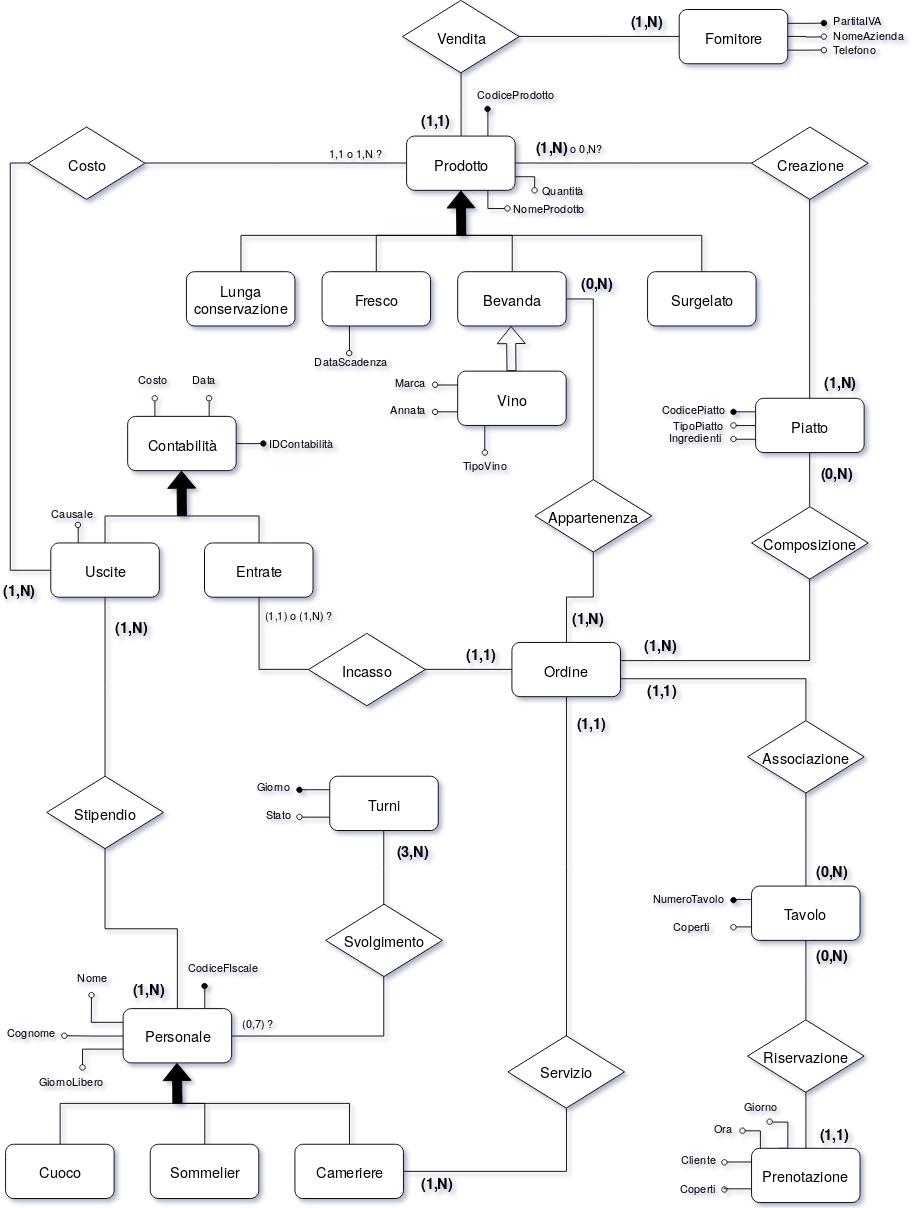 (1,N)
PartitaIVA
Vendita
Fornitore
NomeAzienda
Telefono
CodiceProdotto
(1,1)
Costo
1,1 o 1,N ?
Prodotto
(1,N) o 0,N?
Creazione
Quantità
NomeProdotto
Lunga
conservazione
Fresco
Bevanda
(0,N)
Surgelato
DataScadenza
Marca
Annata
Vino
TipoVino
(1,N)
CodicePiatto
TipoPiatto
Ingredienti
Piatto
(0,N)
Costo
Data
Contabilità
IDContabilità
Causale
Appartenenza
Composizione
Uscite
Entrate
(1,N)
(1,N)
(1,1) o (1,N) ?
(1,N)
(1,N)
Incasso
(1,1)
Ordine
(1,1)
(1,1)
Associazione
Giorno
Stato
Turni
Stipendio
(3,N)
(0,N)
NumeroTavolo
Coperti
Tavolo
Svolgimento
(0,N)
CodiceFIscale
Nome
(1,N)
Cognome
Personale
(0,7) ?
GiornoLibero
Servizio
Riservazione
Giorno
Ora
(1,1)
Cliente
Coperti
Prenotazione
Cuoco
Sommelier
Cameriere
(1,N)